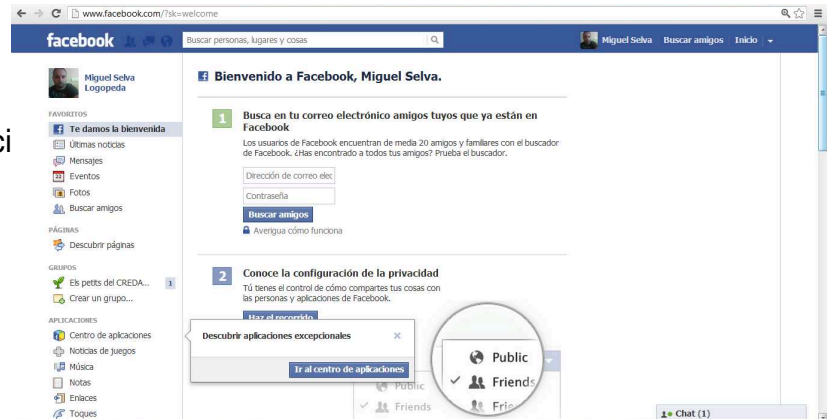 www.facebook.com/?sk=welcome
facebook
Buscar personas, lugares y cosas
Miguel Selva Buscar amigos Inicio
ci
Miguel Selva
Logopeda
FAVORITOS
Te damos la bienvenida
Últimas noticias
Mensajes
Eventos
Fotos
Buscar amigos
PÁGINAS
Descubrir páginas
GRUPOS
Els petits del CREDA... 1
Crear un grupo...
APLICACIONES
Centro de aplicaciones
Noticias de juegos
Música
Notas
Enlaces
Toques
Bienvenido a Facebook, Miguel Selva.
1
Busca en tu correo electrónico amigos tuyos que ya están en
Facebook
Los usuarios de Facebook encuentran de media 20 amigos y familiares con el buscador
de Facebook. ¿Has encontrado a todos tus amigos? Prueba el buscador.
Dirección de correo elec
Contraseña
Buscar amigos
Averigua cómo funciona
2
Conoce la configuración de la privacidad
Tú tienes el control de cómo compartes tus cosas con
las personas y aplicaciones de Facebook.
Haz el recorrido
Descubrir aplicaciones excepcionales
Ir al centro de aplicaciones
Public
Friends
Frie
Public
Friends
Chat (1)